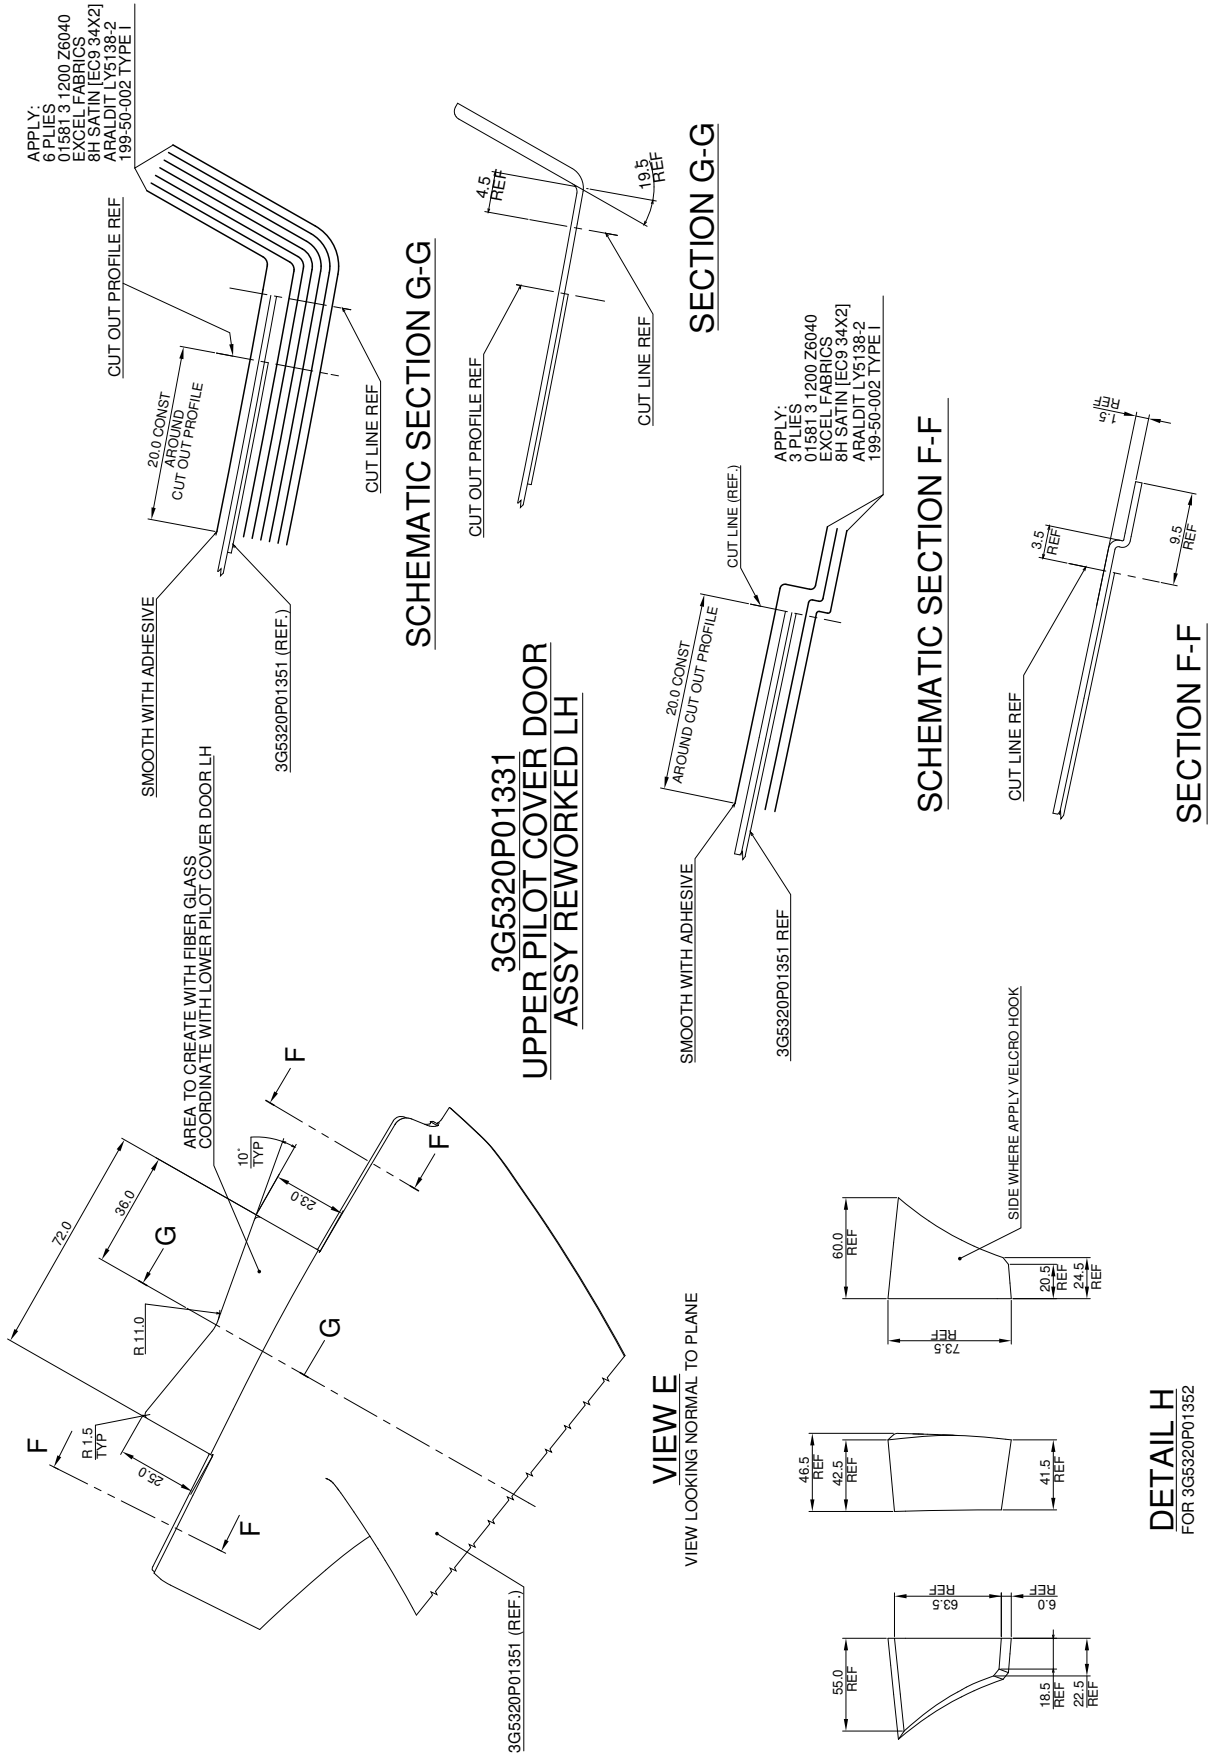 APPLY:
6 PLIES
01581 3 1200 Z6040
EXCEL FABRICS
8H SATIN [EC9 34X2]
ARALDIT LY5138-2
199-50-002 TYPE I
CUT OUT PROFILE REF
20.0 CONST
AROUND
CUT OUT PROFILE
SMOOTH WITH ADHESIVE
3G5320P01351 (REF.)
CUT LINE REF
SCHEMATIC SECTION G-G
4.5
REF
19.5
REF
CUT OUT PROFILE REF
CUT LINE REF
SECTION G-G
AREA TO CREATE WITH FIBER GLASS
COORDINATE WITH LOWER PILOT COVER DOOR LH
3G5320P01331
UPPER PILOT COVER DOOR
ASSY REWORKED LH
72.0
36.0
G
G
F
F
F
F
R 11.0
R 1.5
TYP
25.0
10°
TYP
23.0
3G5320P01351 (REF.)
VIEW E
VIEW LOOKING NORMAL TO PLANE
APPLY:
3 PLIES
01581 3 1200 Z6040
EXCEL FABRICS
8H SATIN [EC9 34X2]
ARALDIT LY5138-2
199-50-002 TYPE I
CUT LINE (REF.)
20.0 CONST
AROUND CUT OUT PROFILE
SMOOTH WITH ADHESIVE
3G5320P01351 REF
SCHEMATIC SECTION F-F
1.5
REF
3.5
REF
9.5
REF
CUT LINE REF
SECTION F-F
55.0
REF
63.5
REF
6.0
REF
18.5
REF
22.5
REF
46.5
REF
42.5
REF
41.5
REF
60.0
REF
73.5
REF
20.5
REF
24.5
REF
SIDE WHERE APPLY VELCRO HOOK
DETAIL H
FOR 3G5320P01352